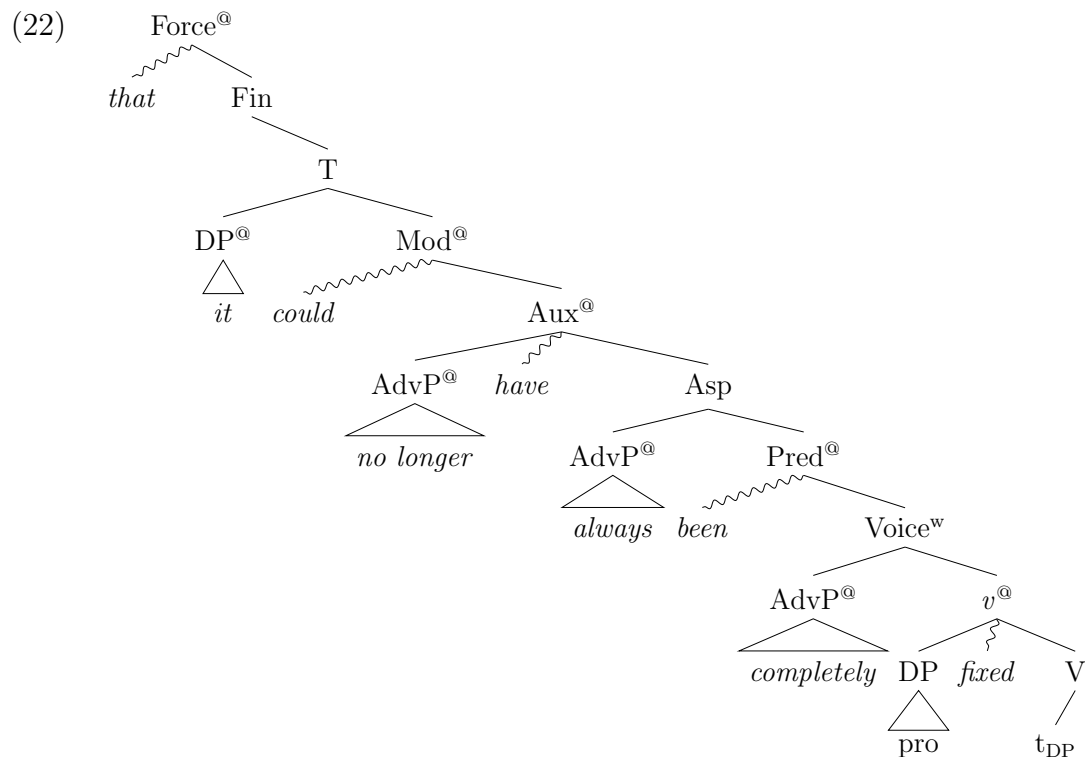 (22) Force@
that Fin
T
DP@ Mod@
it could Aux@
AdvP@ have Asp
no longer AdvP@ Pred@
always been Voiceʷ
AdvP@ v@
completely DP fixed V
pro t_DP